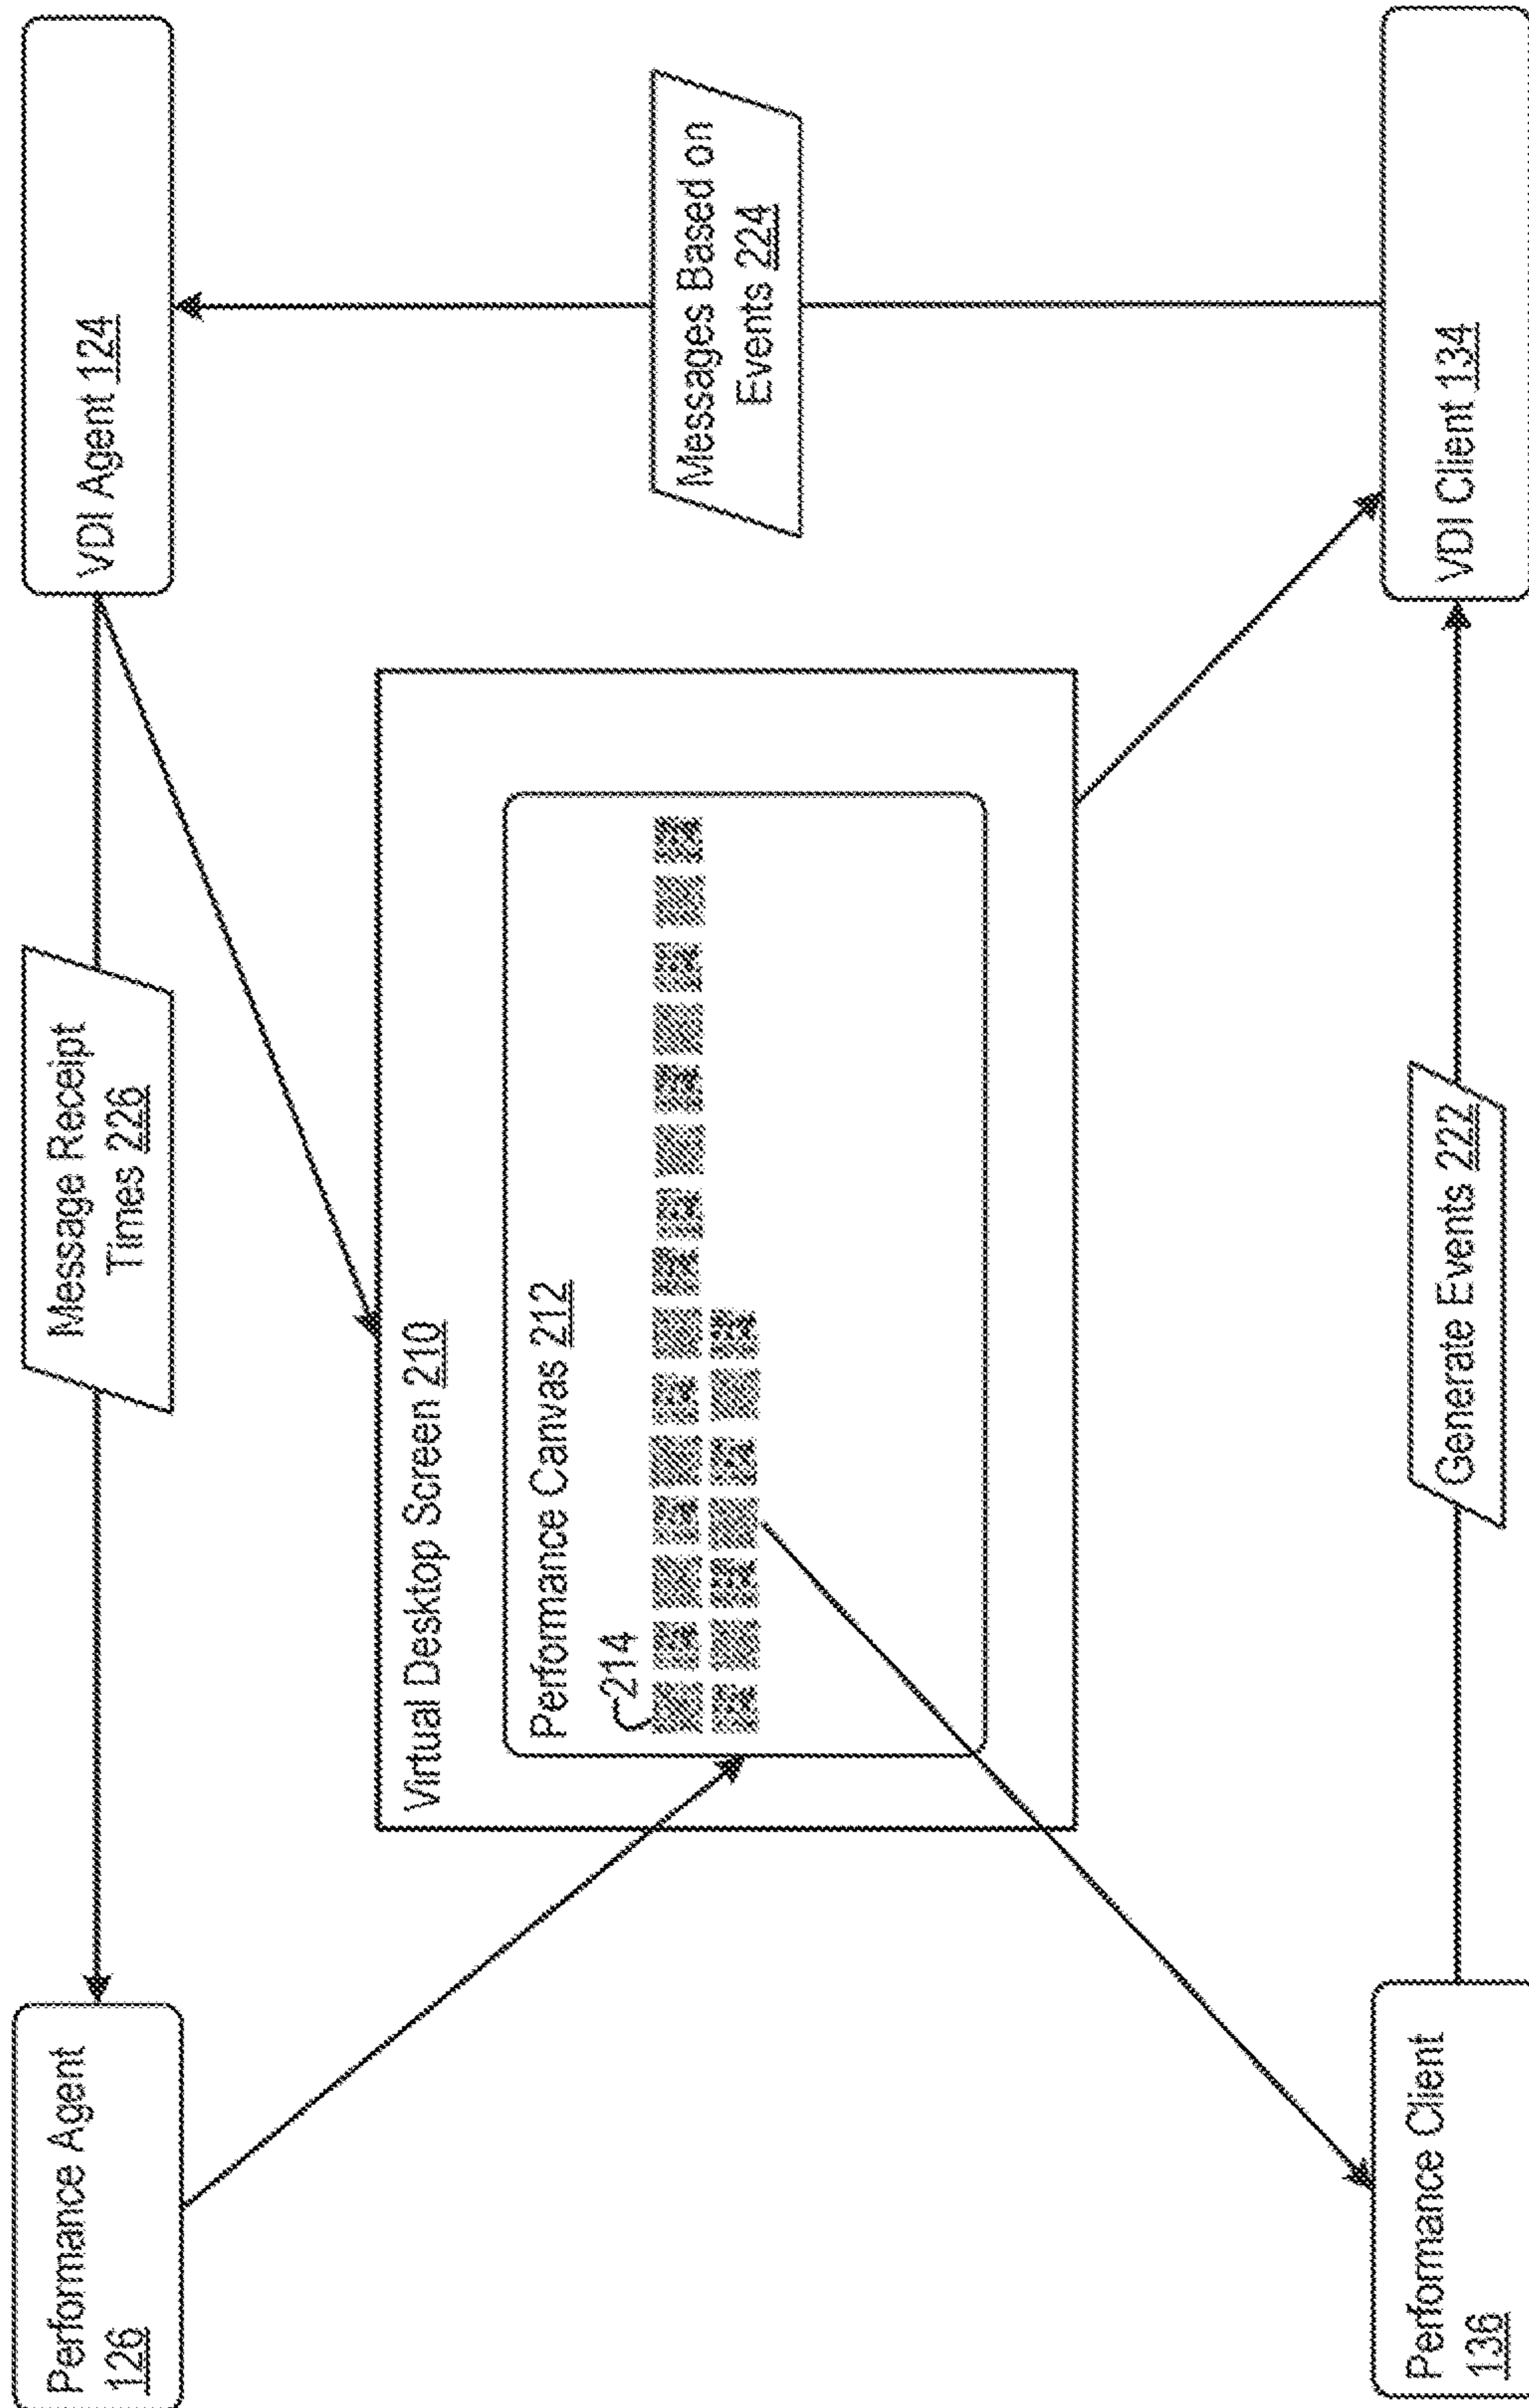 Performance Agent
126
Message Receipt
Times 226
VDI Agent 124
Virtual Desktop Screen 210
Performance Canvas 212
214
Messages Based on
Events 224
Performance Client
136
Generate Events 222
VDI Client 134